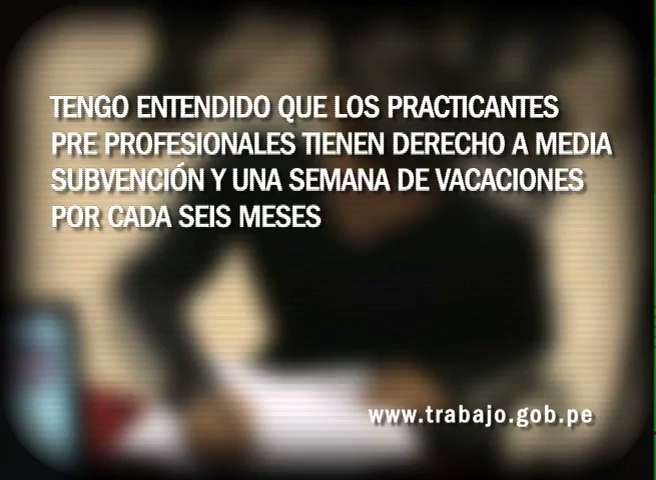 TENGO ENTENDIDO QUE LOS PRACTICANTES
PRE PROFESIONALES TIENEN DERECHO A MEDIA
SUBVENCIÓN Y UNA SEMANA DE VACACIONES
POR CADA SEIS MESES
www.trabajo.gob.pe